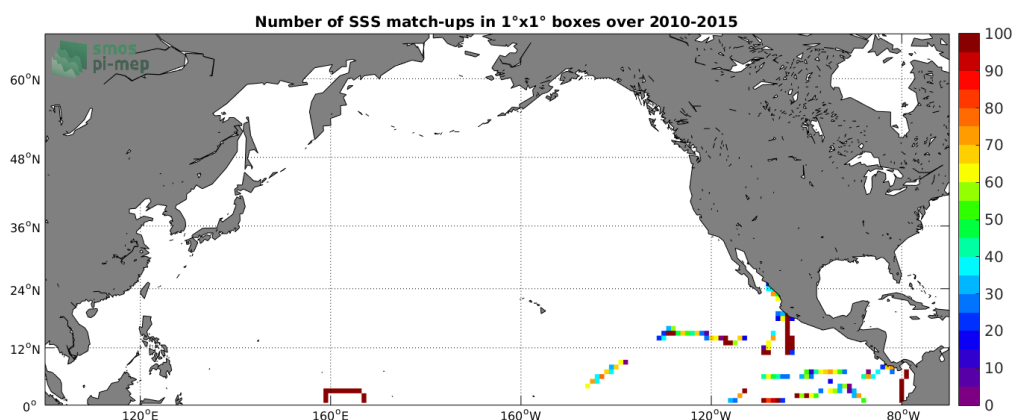 Number of SSS match-ups in 1°x1° boxes over 2010-2015
smos
pi-mep
60°N
48°N
36°N
24°N
12°N
0°
120°E
160°E
160°W
120°W
80°W
100
90
80
70
60
50
40
30
20
10
0